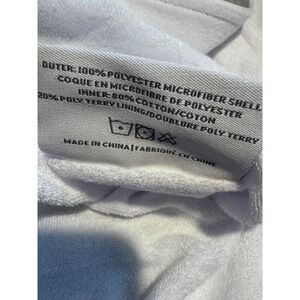 OUTER: 100% POLYESTER MICROFIBER SHELL
COQUE EN MICROFIBRE DE POLYESTER
INNER: 80% COTTON/COTON
20% POLY TERRY LINING/DOUBLURE POLY TERRY
MADE IN CHINA | FABRIQUÉ EN CHINE